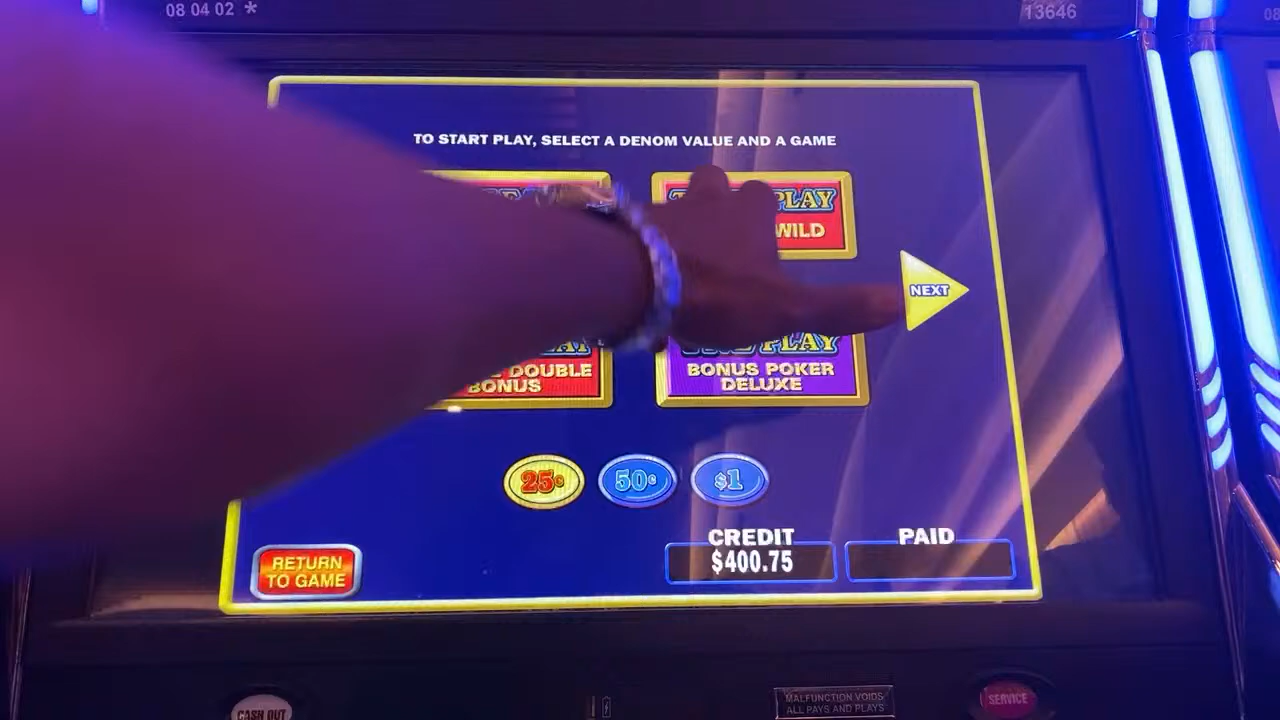 08 04 02 *
13646
TO START PLAY, SELECT A DENOM VALUE AND A GAME
PLAY
WILD
NEXT
PLAY
DOUBLE
BONUS
BONUS POKER
DELUXE
25¢
50¢
$1
CREDIT
$400.75
PAID
RETURN
TO GAME
CASH OUT
MALFUNCTION VOIDS
ALL PAYS AND PLAYS
SERVICE
08